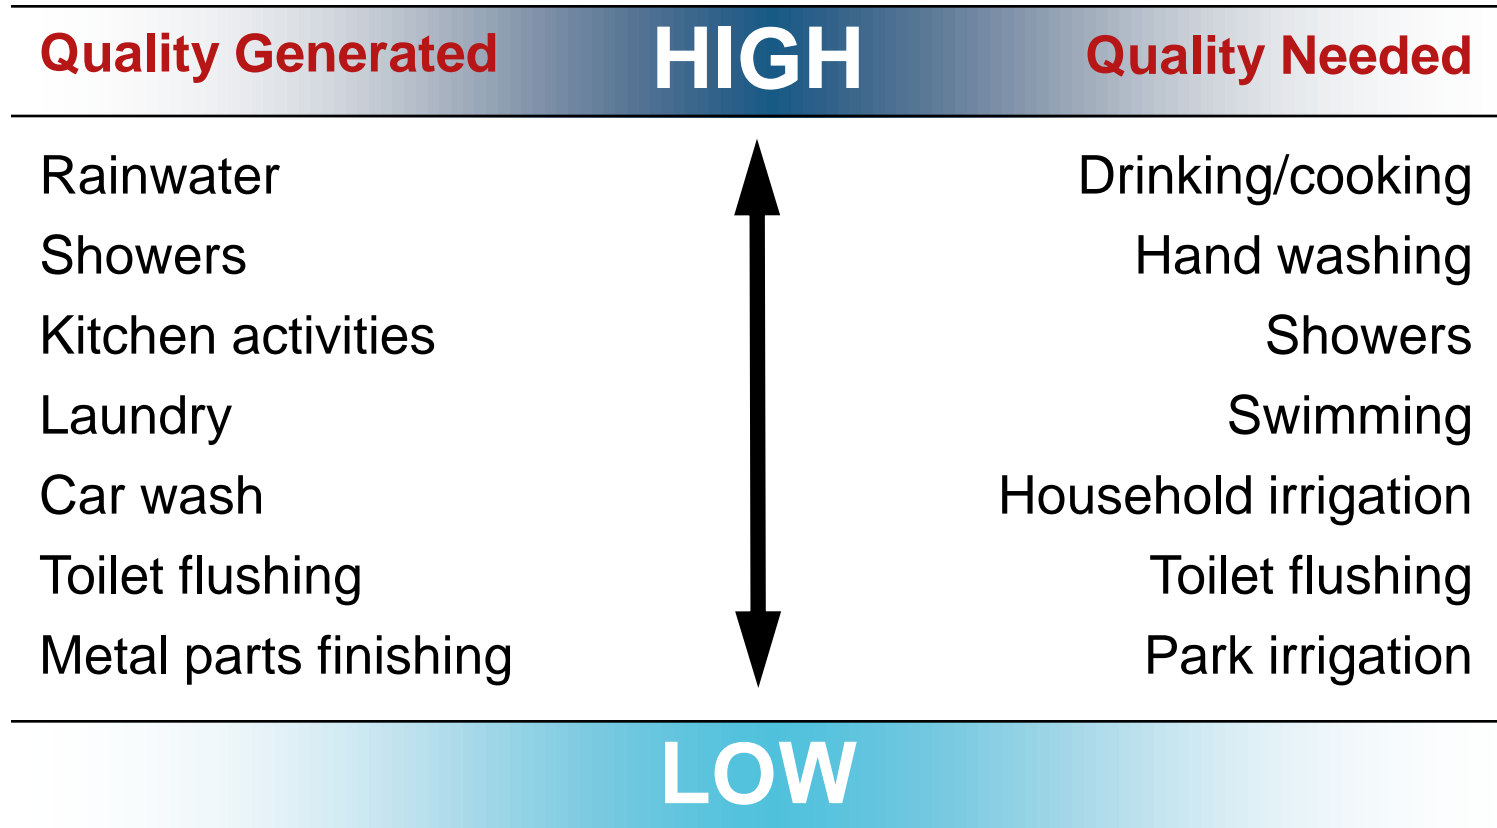 Quality Generated HIGH Quality Needed
Rainwater Drinking/cooking
Showers Hand washing
Kitchen activities Showers
Laundry Swimming
Car wash Household irrigation
Toilet flushing Toilet flushing
Metal parts finishing Park irrigation
LOW